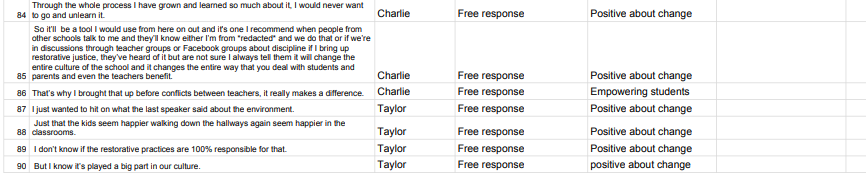 Through the whole process I have grown and learned so much about it, I would never want
84 to go and unlearn it. Charlie Free response Positive about change
So it'll be a tool I would use from here on out and it's one I recommend when people from
other schools talk to me and they'll know either I'm from *redacted* and we do that or if we're
in discussions through teacher groups or Facebook groups about discipline if I bring up
restorative justice, they've heard of it but are not sure I always tell them it will change the
entire culture of the school and it changes the entire way that you deal with students and
85 parents and even the teachers benefit. Charlie Free response Positive about change
86 That's why I brought that up before conflicts between teachers, it really makes a difference. Charlie Free response Empowering students
87 I just wanted to hit on what the last speaker said about the environment. Taylor Free response Positive about change
Just that the kids seem happier walking down the hallways again seem happier in the
88 classrooms. Taylor Free response Positive about change
89 I don't know if the restorative practices are 100% responsible for that. Taylor Free response Positive about change
90 But I know it's played a big part in our culture. Taylor Free response positive about change